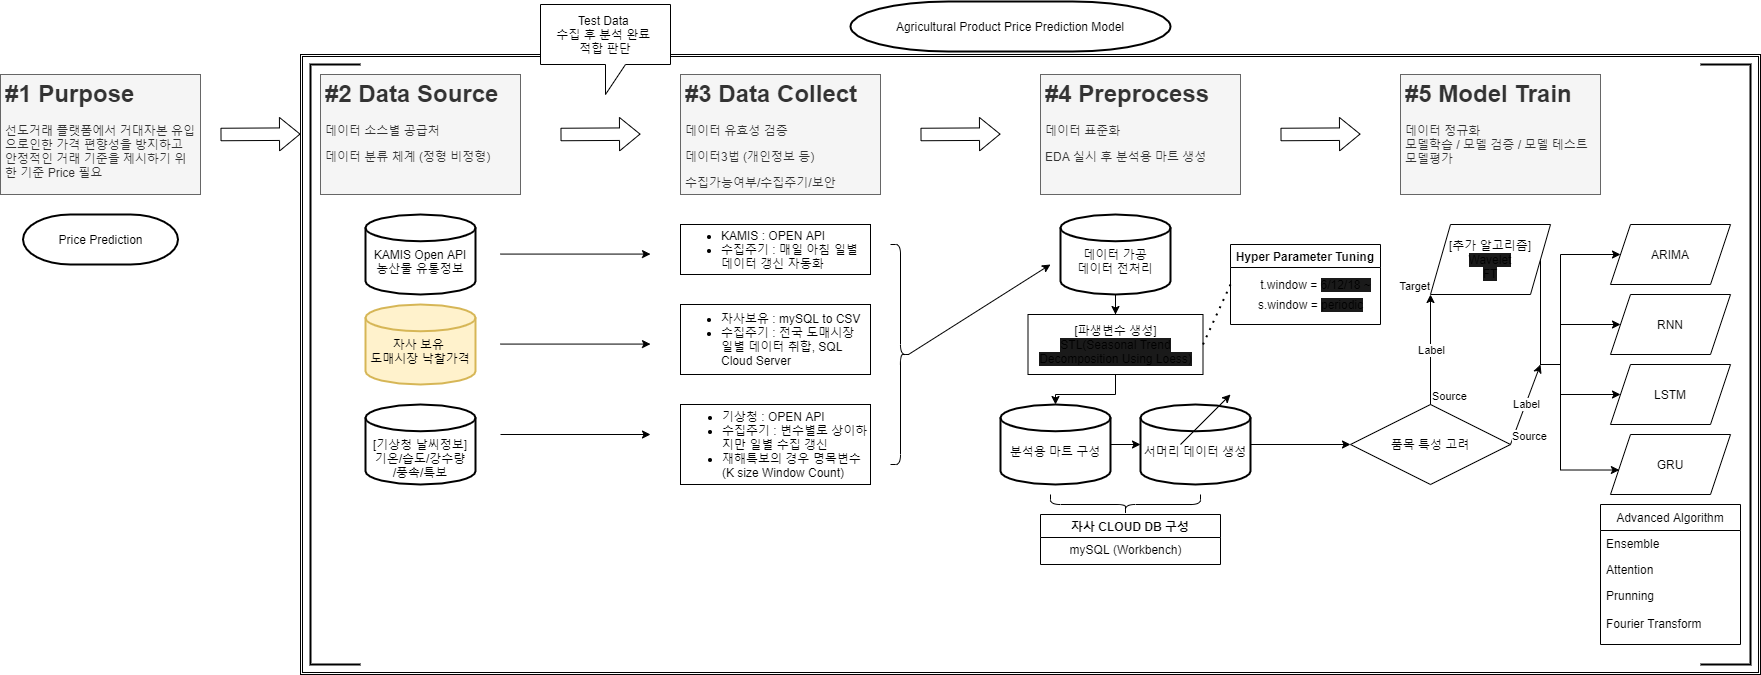 Test Data
수집 후 분석 완료
적합 판단
Agricultural Product Price Prediction Model
#1 Purpose
선도거래 플랫폼에서 거대자본 유입
으로인한 가격 편향성을 방지하고
안정적인 거래 기준을 제시하기 위
한 기준 Price 필요
Price Prediction
#2 Data Source
데이터 소스별 공급처
데이터 분류 체계 (정형 비정형)
KAMIS Open API
농산물 유통정보
자사 보유
도매시장 낙찰가격
[기상청 날씨정보]
기온/습도/강수량
/풍속/특보
#3 Data Collect
데이터 유효성 검증
데이터3법 (개인정보 등)
수집가능여부/수집주기/보안
• KAMIS : OPEN API
• 수집주기 : 매일 아침 일별
데이터 갱신 자동화
• 자사보유 : mySQL to CSV
• 수집주기 : 전국 도매시장
일별 데이터 취합, SQL
Cloud Server
• 기상청 : OPEN API
• 수집주기 : 변수별로 상이하
지만 일별 수집 갱신
• 재해특보의 경우 명목변수
(K size Window Count)
#4 Preprocess
데이터 표준화
EDA 실시 후 분석용 마트 생성
데이터 가공
데이터 전처리
[파생변수 생성]
STL(Seasonal Trend
Decomposition Using Loess)
Hyper Parameter Tuning
t.window = 6/12/18 ~
s.window = periodic
분석용 마트 구성
서머리 데이터 생성
자사 CLOUD DB 구성
mySQL (Workbench)
#5 Model Train
데이터 정규화
모델학습 / 모델 검증 / 모델 테스트
모델평가
[추가 알고리즘]
Wavelet
FT
Target
Label
Source
품목 특성 고려
Label
Source
ARIMA
RNN
LSTM
GRU
Advanced Algorithm
Ensemble
Attention
Prunning
Fourier Transform